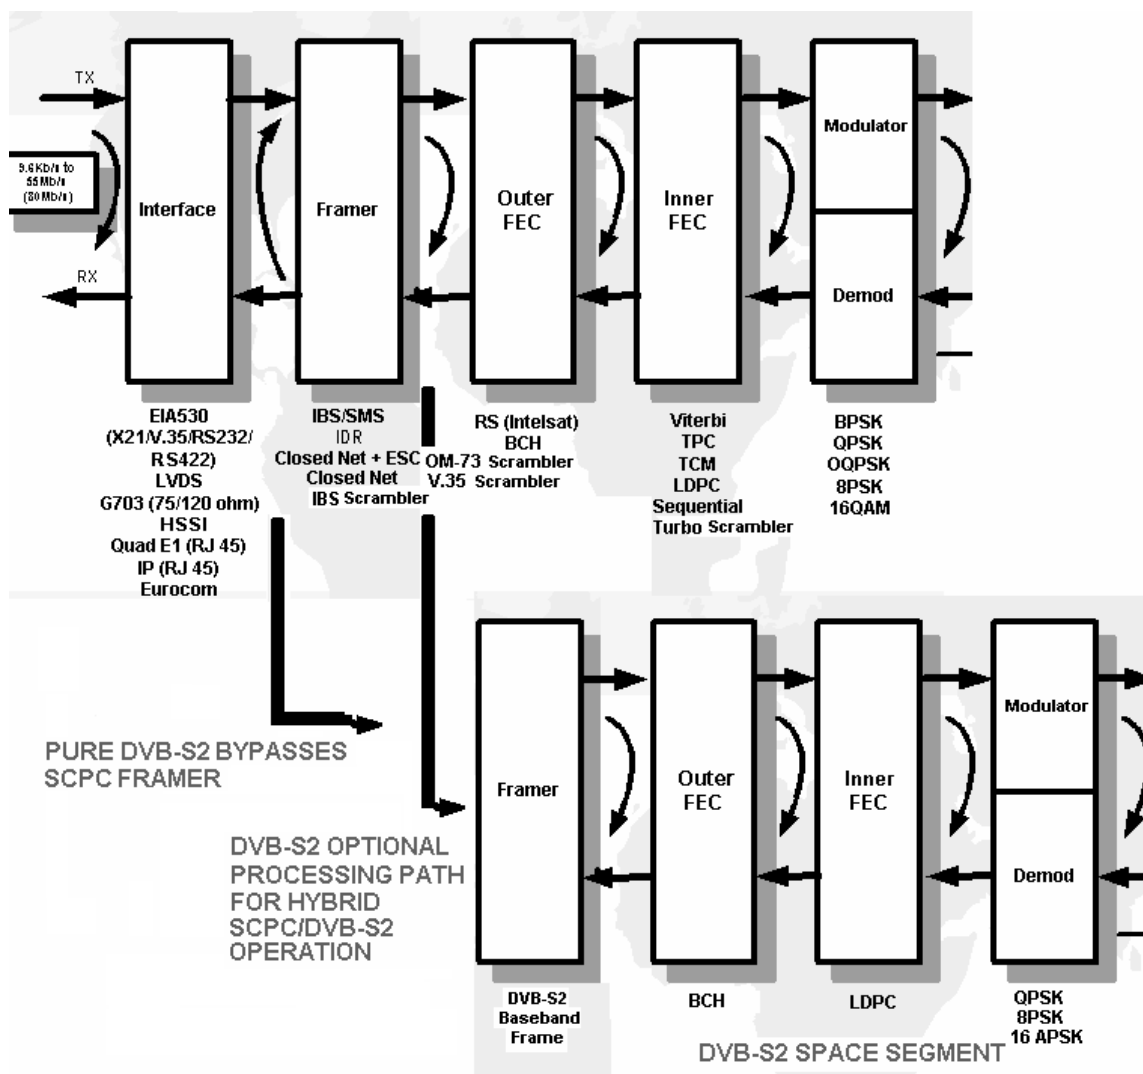 TX
9.6Kb/s to
55Mb/s
(80Mb/s)
RX
Interface
Framer
Outer
FEC
Inner
FEC
Modulator
Demod
EIA530
(X21/V.35/RS232/
RS422)
LVDS
G703 (75/120 ohm)
HSSI
Quad E1 (RJ 45)
IP (RJ 45)
Eurocom
IBS/SMS
IDR
Closed Net + ESC
Closed Net
IBS Scrambler
RS (Intelsat)
BCH
OM-73 Scrambler
V.35 Scrambler
Viterbi
TPC
TCM
LDPC
Sequential
Turbo Scrambler
BPSK
QPSK
OQPSK
8PSK
16QAM
PURE DVB-S2 BYPASSES
SCPC FRAMER
DVB-S2 OPTIONAL
PROCESSING PATH
FOR HYBRID
SCPC/DVB-S2
OPERATION
Framer
Outer
FEC
Inner
FEC
Modulator
Demod
DVB-S2
Baseband
Frame
BCH
LDPC
QPSK
8PSK
16 APSK
DVB-S2 SPACE SEGMENT